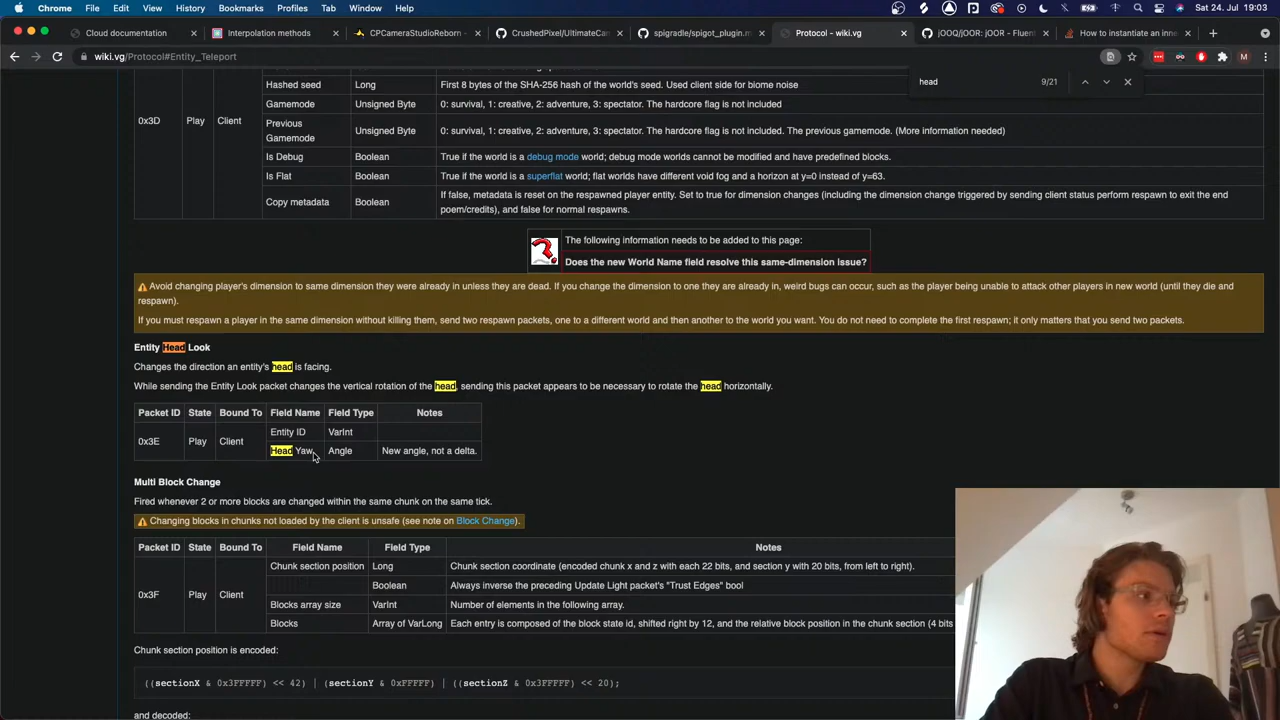 Chrome File Edit View History Bookmarks Profiles Tab Window Help Sat 24. Jul 19:03
Cloud documentation Interpolation methods CPCameraStudioReborn - CrushedPixel/UltimateCam spigradle/spigot_plugin.m Protocol - wiki.vg jOOQ/jOOR: jOOR - Fluent How to instantiate an inne
wiki.vg/Protocol#Entity_Teleport
head 9/21
Hashed seed Long First 8 bytes of the SHA-256 hash of the world's seed. Used client side for biome noise
Gamemode Unsigned Byte 0: survival, 1: creative, 2: adventure, 3: spectator. The hardcore flag is not included
0x3D Play Client
Previous Gamemode Unsigned Byte 0: survival, 1: creative, 2: adventure, 3: spectator. The hardcore flag is not included. The previous gamemode. (More information needed)
Is Debug Boolean True if the world is a debug mode world; debug mode worlds cannot be modified and have predefined blocks.
Is Flat Boolean True if the world is a superflat world; flat worlds have different void fog and a horizon at y=0 instead of y=63.
Copy metadata Boolean If false, metadata is reset on the respawned player entity. Set to true for dimension changes (including the dimension change triggered by sending client status perform respawn to exit the end
poem/credits), and false for normal respawns.
The following information needs to be added to this page:
Does the new World Name field resolve this same-dimension issue?
Avoid changing player's dimension to same dimension they were already in unless they are dead. If you change the dimension to one they are already in, weird bugs can occur, such as the player being unable to attack other players in new world (until they die and
respawn).
If you must respawn a player in the same dimension without killing them, send two respawn packets, one to a different world and then another to the world you want. You do not need to complete the first respawn; it only matters that you send two packets.
Entity Head Look
Changes the direction an entity's head is facing.
While sending the Entity Look packet changes the vertical rotation of the head, sending this packet appears to be necessary to rotate the head horizontally.
Packet ID State Bound To Field Name Field Type Notes
0x3E Play Client Entity ID VarInt
Head Yaw Angle New angle, not a delta.
Multi Block Change
Fired whenever 2 or more blocks are changed within the same chunk on the same tick.
Changing blocks in chunks not loaded by the client is unsafe (see note on Block Change).
Packet ID State Bound To Field Name Field Type Notes
Chunk section position Long Chunk section coordinate (encoded chunk x and z with each 22 bits, and section y with 20 bits, from left to right).
Boolean Always inverse the preceding Update Light packet's "Trust Edges" bool
0x3F Play Client
Blocks array size VarInt Number of elements in the following array.
Blocks Array of VarLong Each entry is composed of the block state id, shifted right by 12, and the relative block position in the chunk section (4 bits
Chunk section position is encoded:
((sectionX & 0x3FFFFF) << 42) | (sectionY & 0xFFFFF) | ((sectionZ & 0x3FFFFF) << 20);
and decoded: